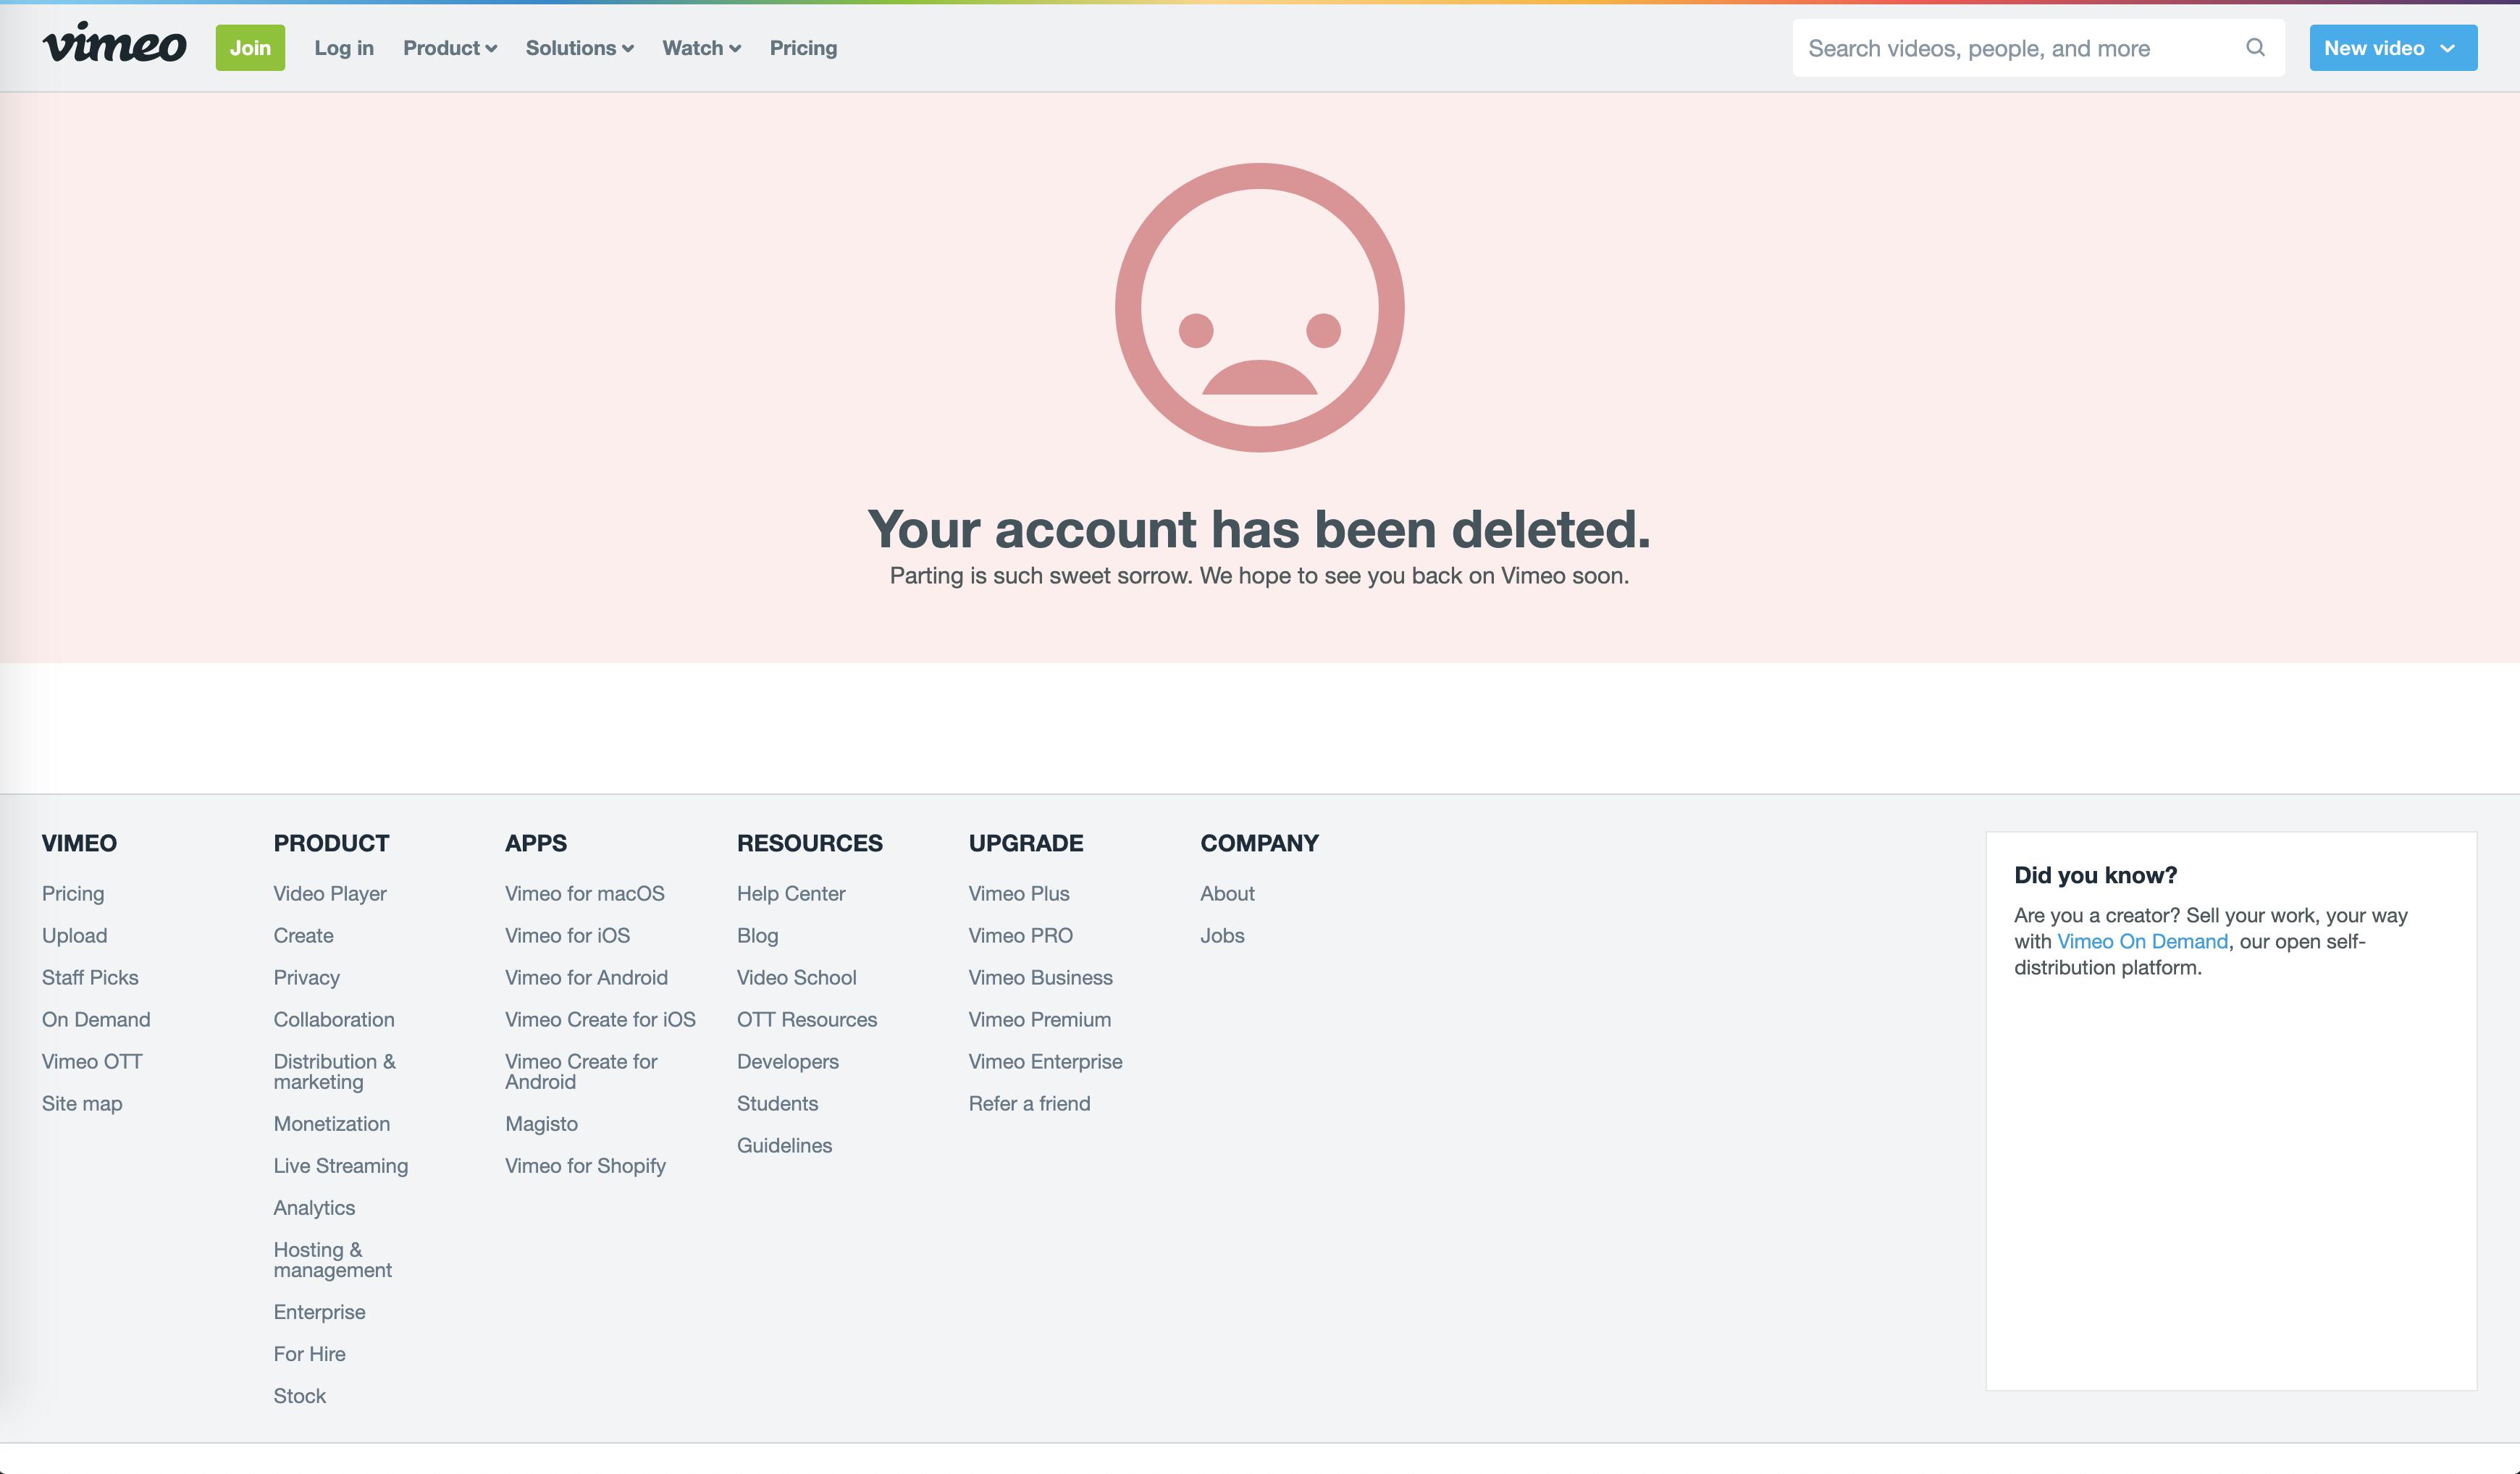 vimeo
Join
Log in
Product
Solutions
Watch
Pricing
Search videos, people, and more
New video
Your account has been deleted.
Parting is such sweet sorrow. We hope to see you back on Vimeo soon.
VIMEO
Pricing
Upload
Staff Picks
On Demand
Vimeo OTT
Site map
PRODUCT
Video Player
Create
Privacy
Collaboration
Distribution &
marketing
Monetization
Live Streaming
Analytics
Hosting &
management
Enterprise
For Hire
Stock
APPS
Vimeo for macOS
Vimeo for iOS
Vimeo for Android
Vimeo Create for iOS
Vimeo Create for
Android
Magisto
Vimeo for Shopify
RESOURCES
Help Center
Blog
Video School
OTT Resources
Developers
Students
Guidelines
UPGRADE
Vimeo Plus
Vimeo PRO
Vimeo Business
Vimeo Premium
Vimeo Enterprise
Refer a friend
COMPANY
About
Jobs
Did you know?
Are you a creator? Sell your work, your way
with Vimeo On Demand, our open self-
distribution platform.